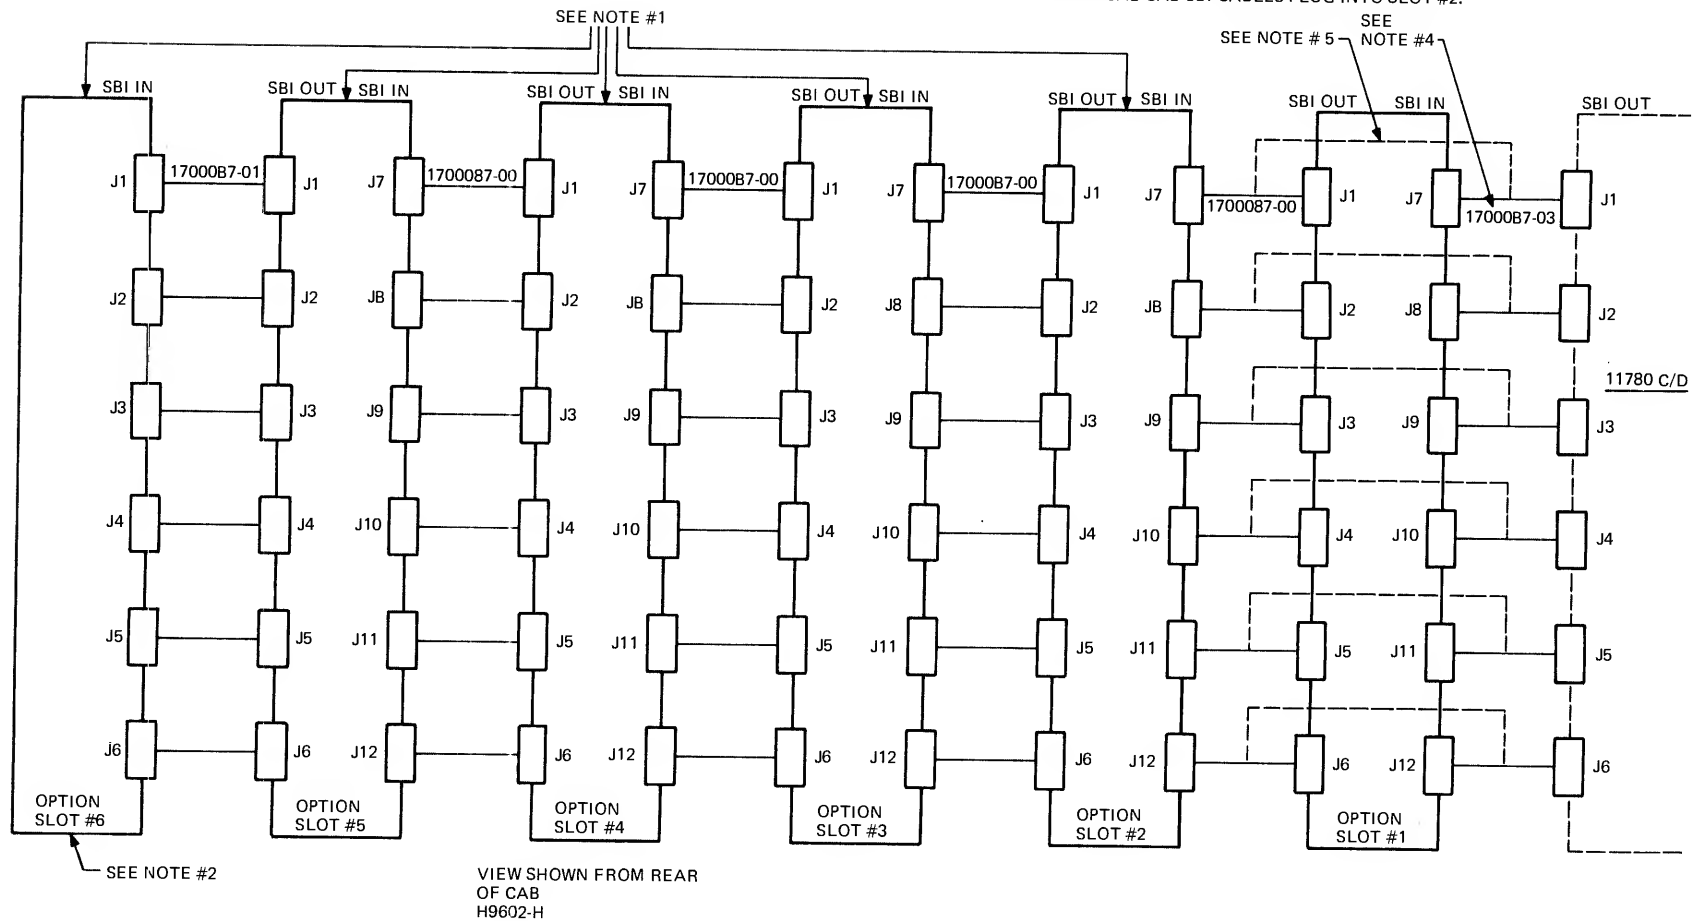 SBI CABLES PLUG INTO SLOT #2.
SEE NOTE #1
SEE
NOTE #4
SEE NOTE # 5
SBI IN
SBI OUT SBI IN
SBI OUT SBI IN
SBI OUT SBI IN
SBI OUT SBI IN
SBI OUT SBI IN
SBI OUT
J1 17000B7-01 J1 J7 1700087-00 J1 J7 17000B7-00 J1 J7 17000B7-00 J1 J7 1700087-00 J1 J7 17000B7-03 J1
J2 J2 JB J2 JB J2 J8 J2 JB J2 J8 J2
11780 C/D
J3 J3 J9 J3 J9 J3 J9 J3 J9 J3 J9 J3
J4 J4 J10 J4 J10 J4 J10 J4 J10 J4 J10 J4
J5 J5 J11 J5 J11 J5 J11 J5 J11 J5 J11 J5
J6 J6 J12 J6 J12 J6 J12 J6 J12 J6 J12 J6
OPTION
SLOT #6
OPTION
SLOT #5
OPTION
SLOT #4
OPTION
SLOT #3
OPTION
SLOT #2
OPTION
SLOT #1
SEE NOTE #2
VIEW SHOWN FROM REAR
OF CAB
H9602-H